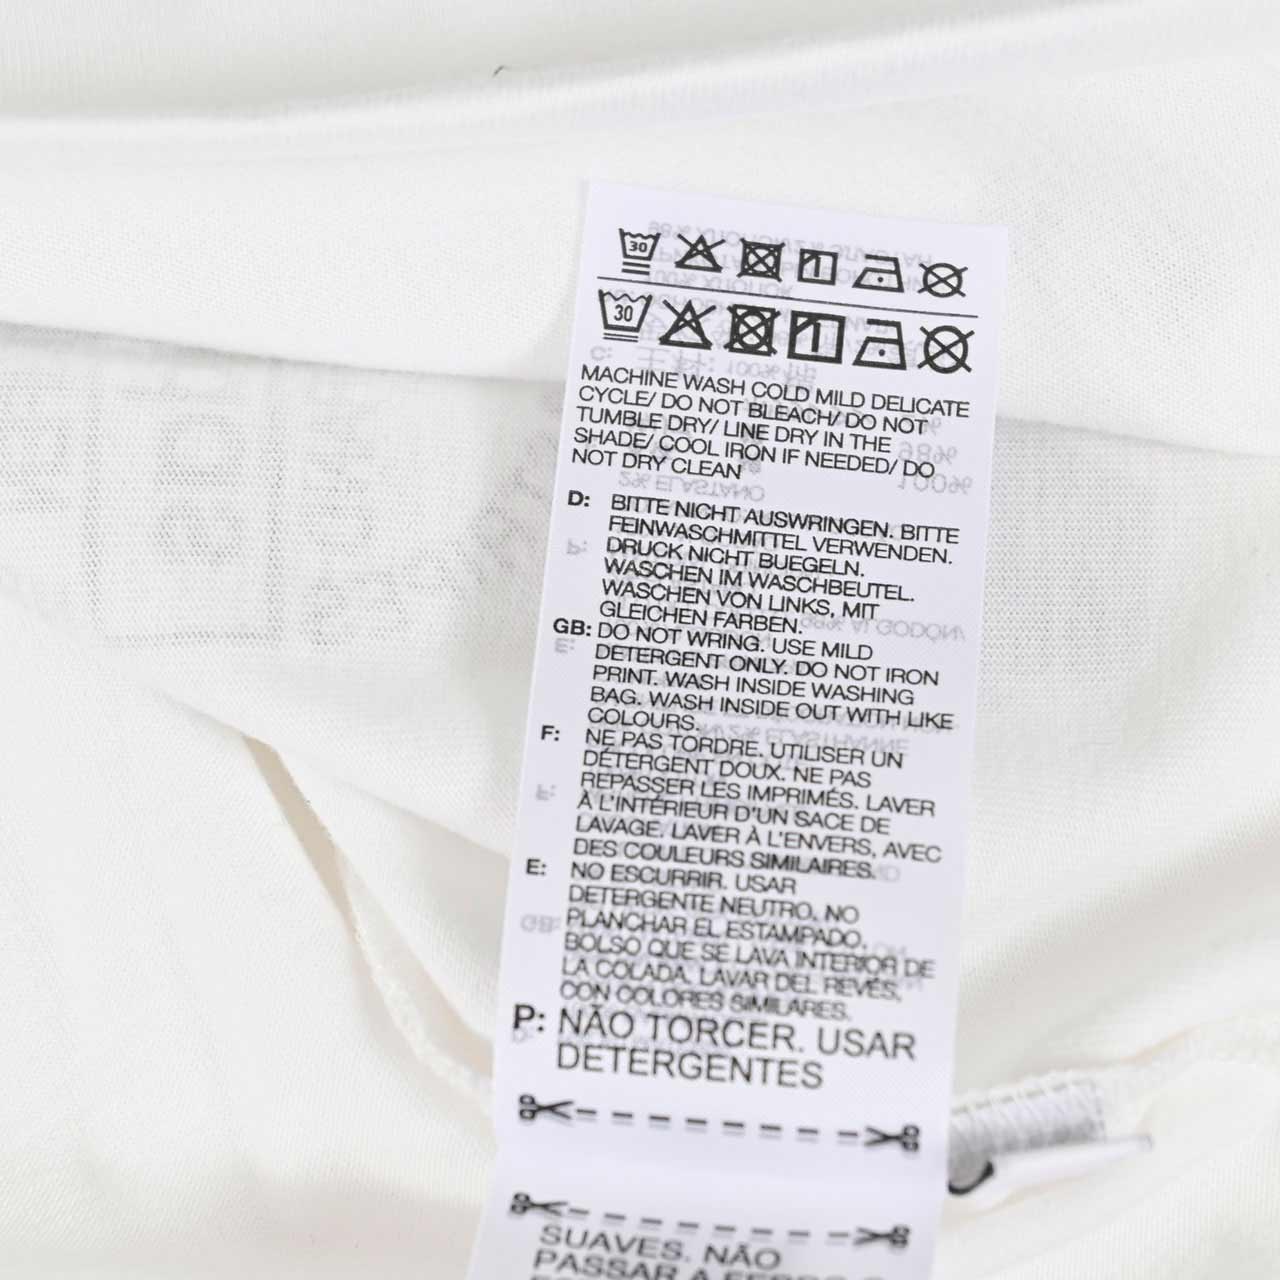 30
30
MACHINE WASH COLD MILD DELICATE
CYCLE/ DO NOT BLEACH/ DO NOT
TUMBLE DRY/ LINE DRY IN THE
SHADE/ COOL IRON IF NEEDED/ DO
NOT DRY CLEAN
D: BITTE NICHT AUSWRINGEN. BITTE
FEINWASCHMITTEL VERWENDEN.
DRUCK NICHT BUEGELN.
WASCHEN IM WASCHBEUTEL.
WASCHEN VON LINKS, MIT
GLEICHEN FARBEN.
GB: DO NOT WRING. USE MILD
DETERGENT ONLY. DO NOT IRON
PRINT. WASH INSIDE WASHING
BAG. WASH INSIDE OUT WITH LIKE
COLOURS.
F: NE PAS TORDRE. UTILISER UN
DÉTERGENT DOUX. NE PAS
REPASSER LES IMPRIMÉS. LAVER
À L'INTÉRIEUR D'UN SACE DE
LAVAGE. LAVER À L'ENVERS, AVEC
DES COULEURS SIMILAIRES.
E: NO ESCURRIR. USAR
DETERGENTE NEUTRO, NO
PLANCHAR EL ESTAMPADO.
BOLSO QUE SE LAVA INTERIOR DE
LA COLADA. LAVAR DEL REVÉS,
CON COLORES SIMILARES.
P: NÃO TORCER. USAR
DETERGENTES
SUAVES. NÃO
PASSAR A FERRO